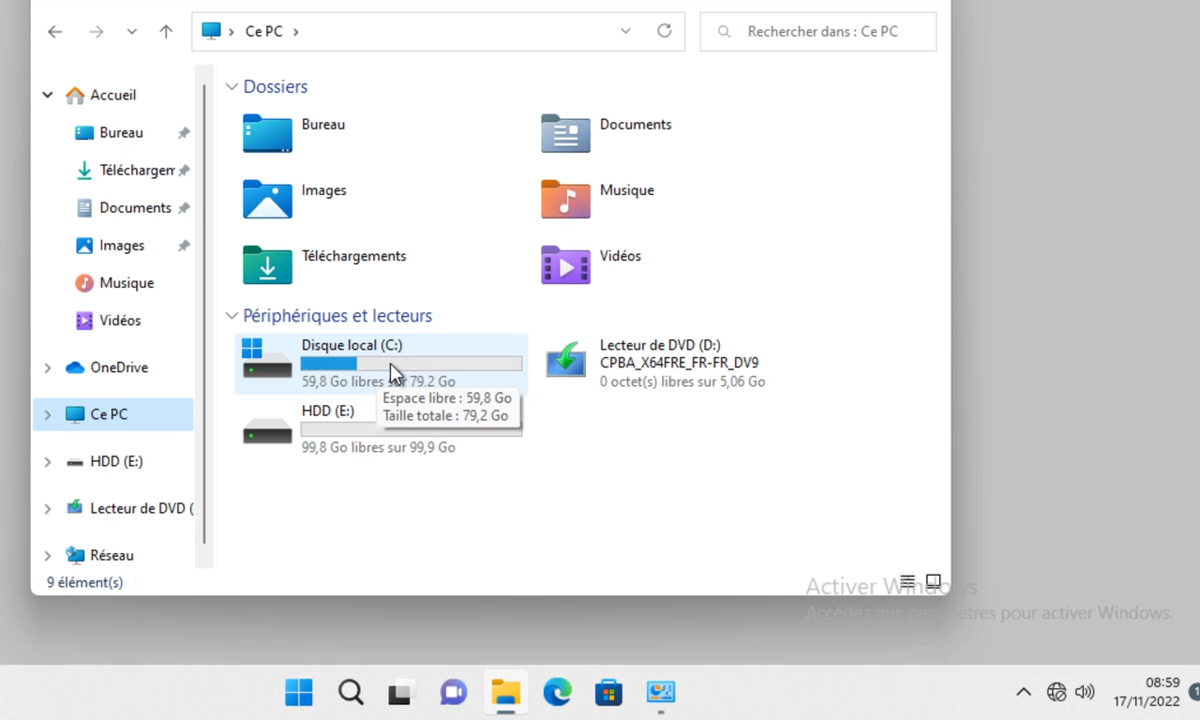 Ce PC
Rechercher dans : Ce PC
Accueil
Bureau
Téléchargem
Documents
Images
Musique
Vidéos
OneDrive
Ce PC
HDD (E:)
Lecteur de DVD (
Réseau
Dossiers
Bureau
Documents
Images
Musique
Téléchargements
Vidéos
Périphériques et lecteurs
Disque local (C:)
59,8 Go libres sur 79.2 Go
Espace libre : 59,8 Go
Taille totale : 79,2 Go
Lecteur de DVD (D:)
CPBA_X64FRE_FR-FR_DV9
0 octet(s) libres sur 5,06 Go
HDD (E:)
99,8 Go libres sur 99,9 Go
9 élément(s)
Activer Windows
Accédez aux paramètres pour activer Windows.
08:59
17/11/2022
1